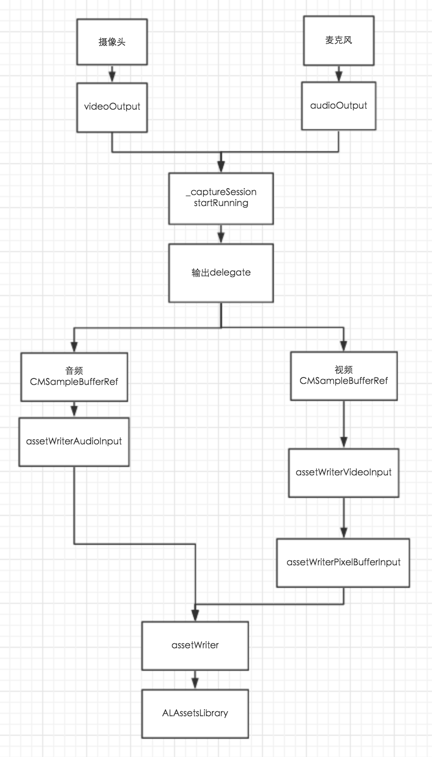 摄像头
麦克风
videoOutput
audioOutput
_captureSession
startRunning
输出delegate
音频
CMSampleBufferRef
视频
CMSampleBufferRef
assetWriterAudioInput
assetWriterVideoInput
assetWriterPixelBufferInput
assetWriter
ALAssetsLibrary